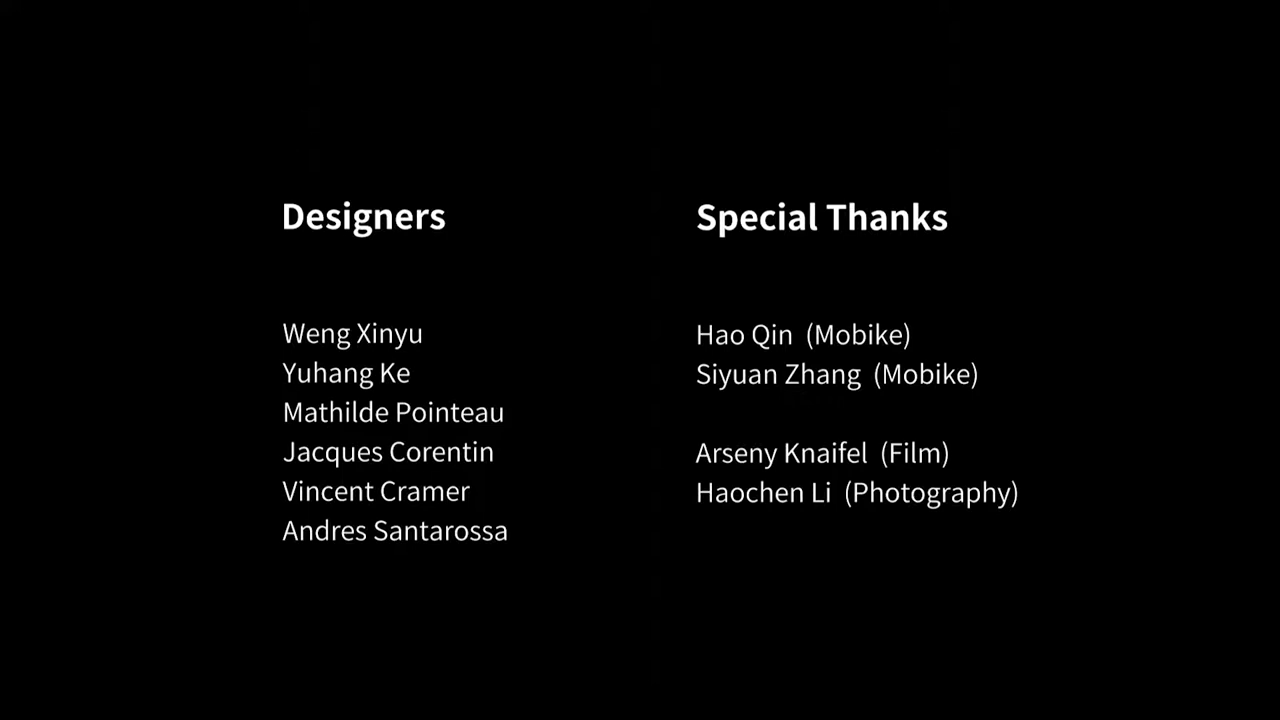 Designers
Weng Xinyu
Yuhang Ke
Mathilde Pointeau
Jacques Corentin
Vincent Cramer
Andres Santarossa
Special Thanks
Hao Qin (Mobike)
Siyuan Zhang (Mobike)
Arseny Knaifel (Film)
Haochen Li (Photography)